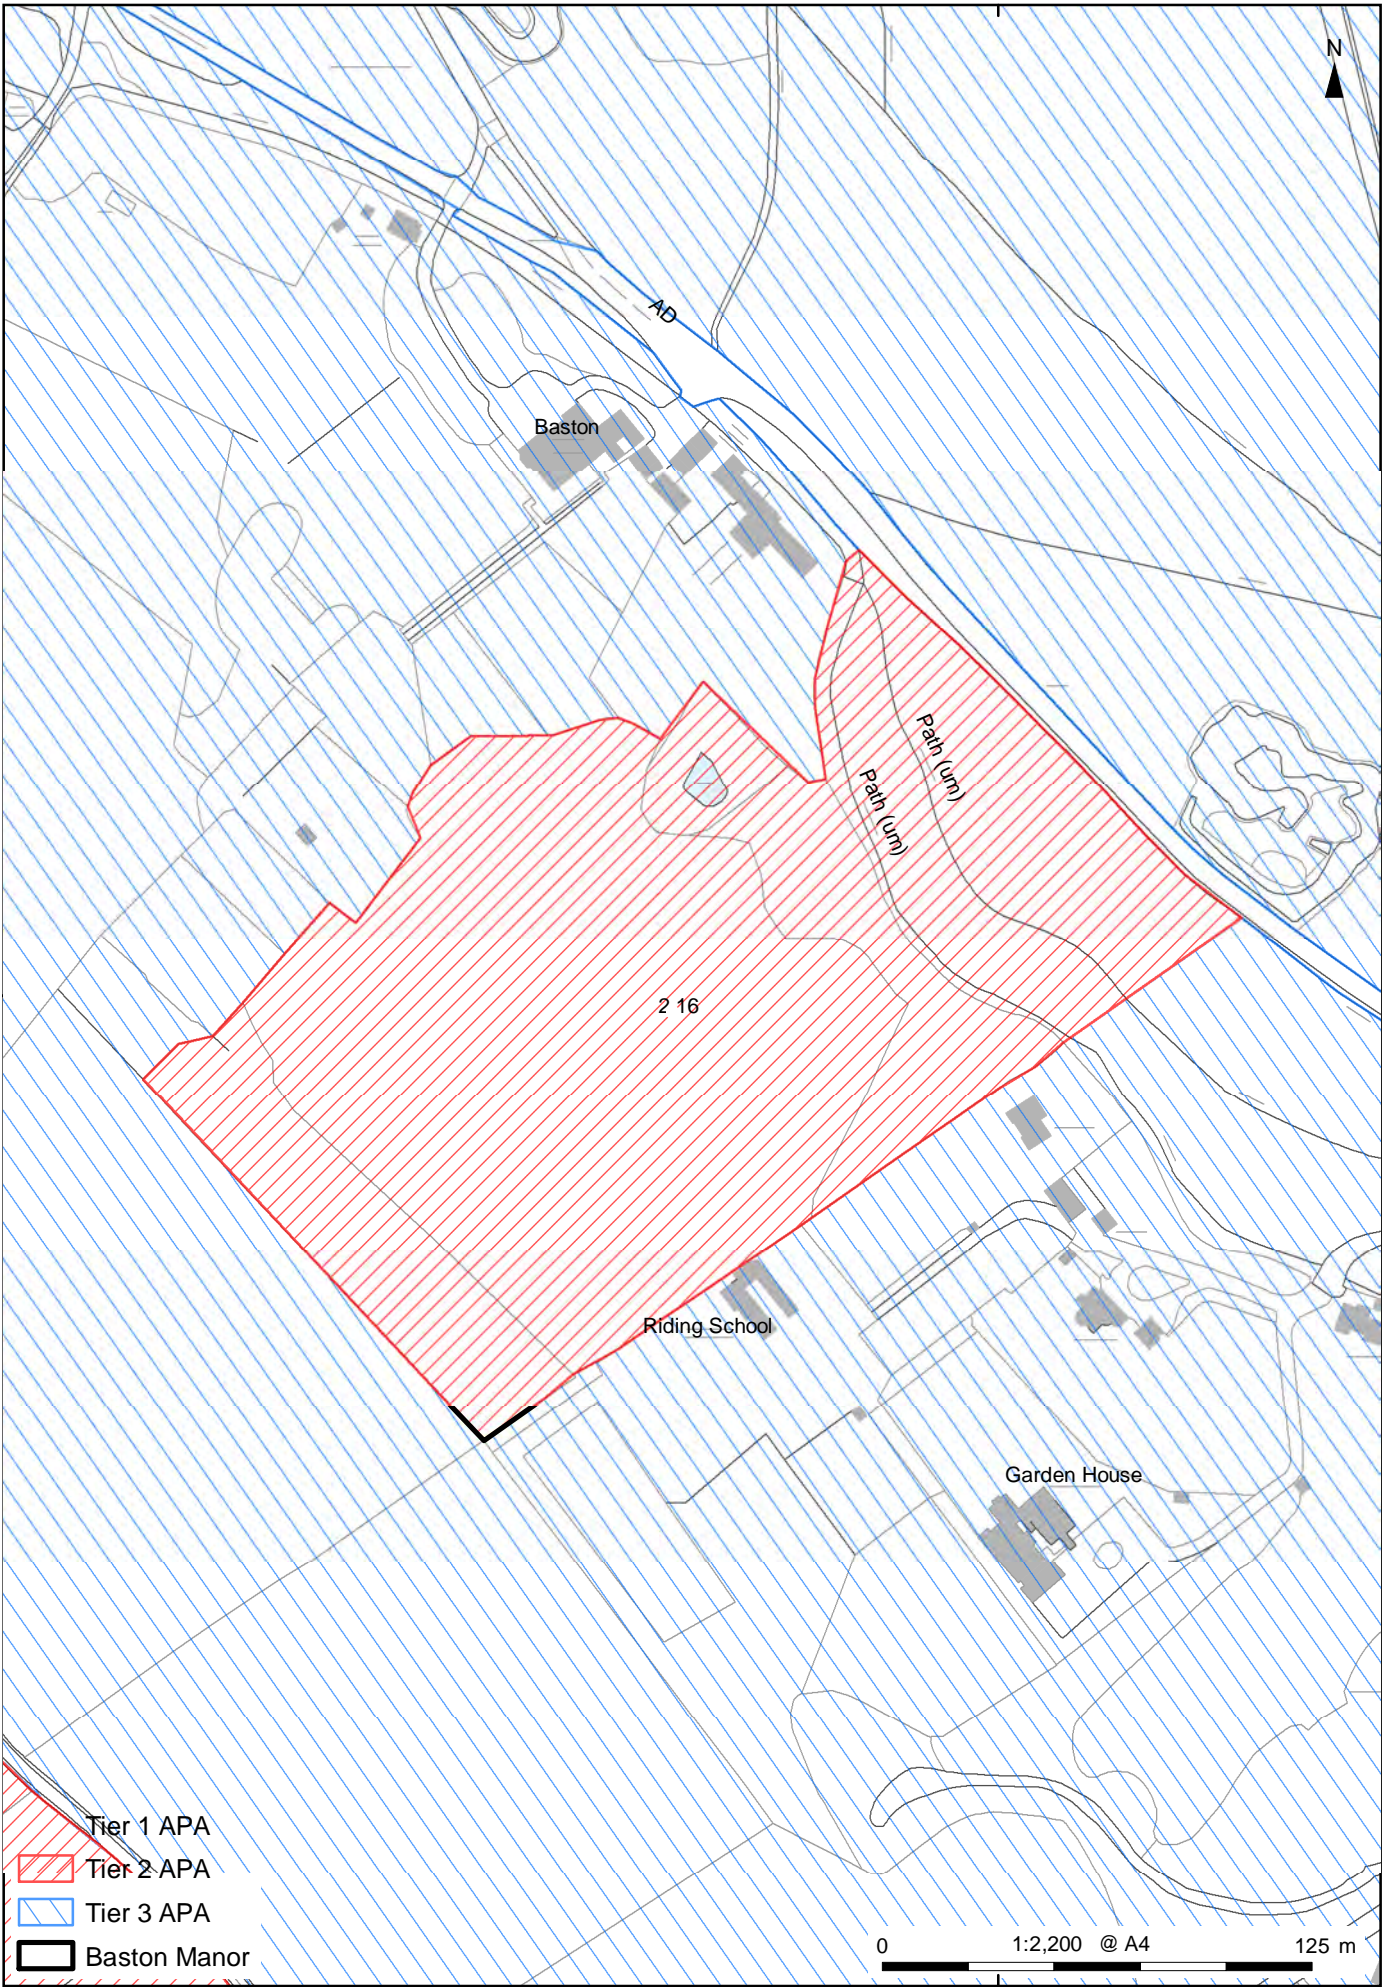 N
AD
Baston
Path (um)
Path (um)
2 16
Riding School
Garden House
Tier 1 APA
Tier 2 APA
Tier 3 APA
Baston Manor
0 1:2,200 @ A4 125 m